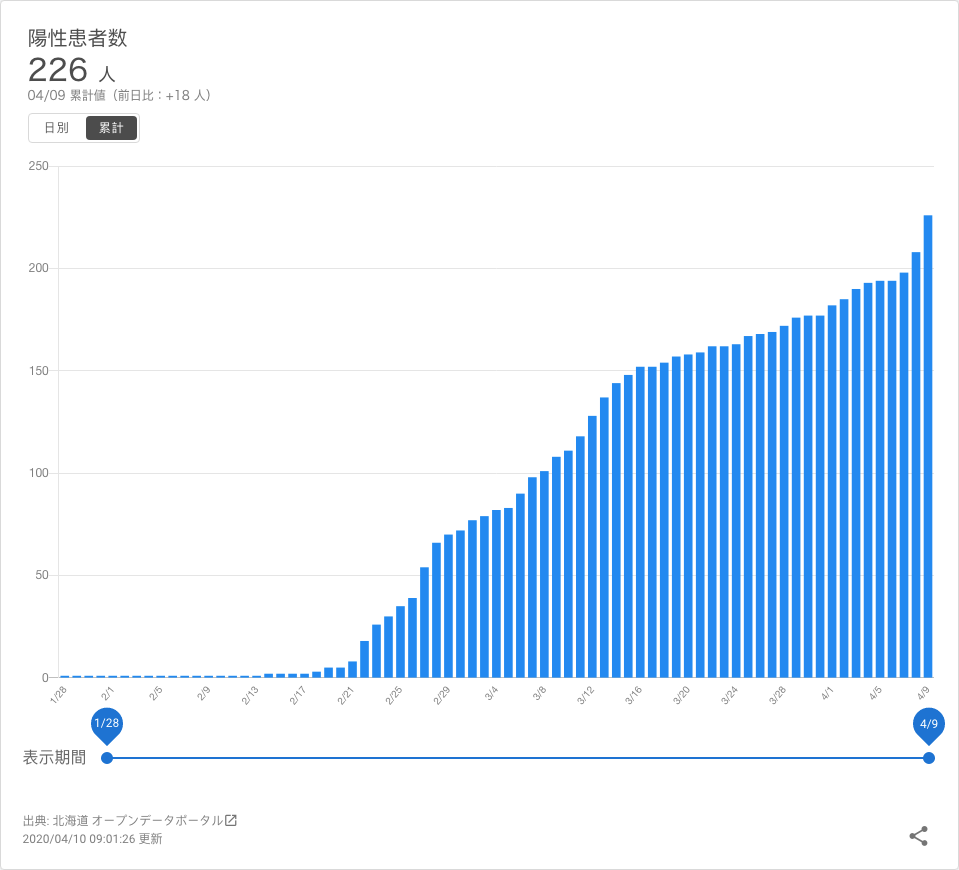 陽性患者数
226 人
04/09 累計値（前日比：+18 人）
日別 累計
250
200
150
100
50
0
1/28 2/1 2/5 2/9 2/13 2/17 2/21 2/25 2/29 3/4 3/8 3/12 3/16 3/20 3/24 3/28 4/1 4/5 4/9
1/28 4/9
表示期間
出典: 北海道 オープンデータポータル
2020/04/10 09:01:26 更新